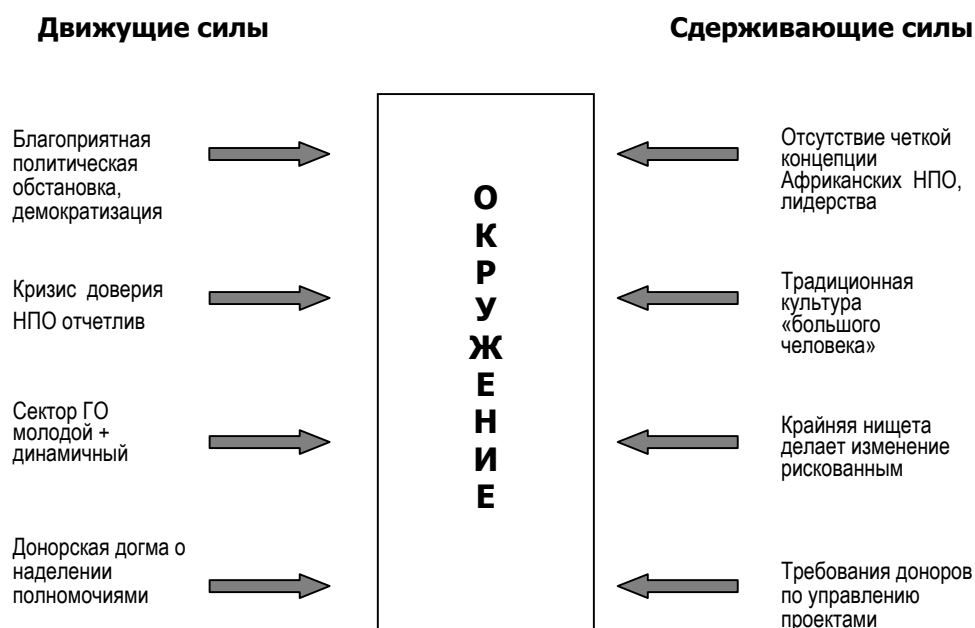 Движущие силы
Сдерживающие силы
Благоприятная
политическая
обстановка,
демократизация
Кризис доверия
НПО отчетлив
Сектор ГО
молодой +
динамичный
Донорская догма о
наделении
полномочиями
ОКРУЖЕНИЕ
Отсутствие четкой
концепции
Африканских НПО,
лидерства
Традиционная
культура
«большого
человека»
Крайняя нищета
делает изменение
рискованным
Требования доноров
по управлению
проектами